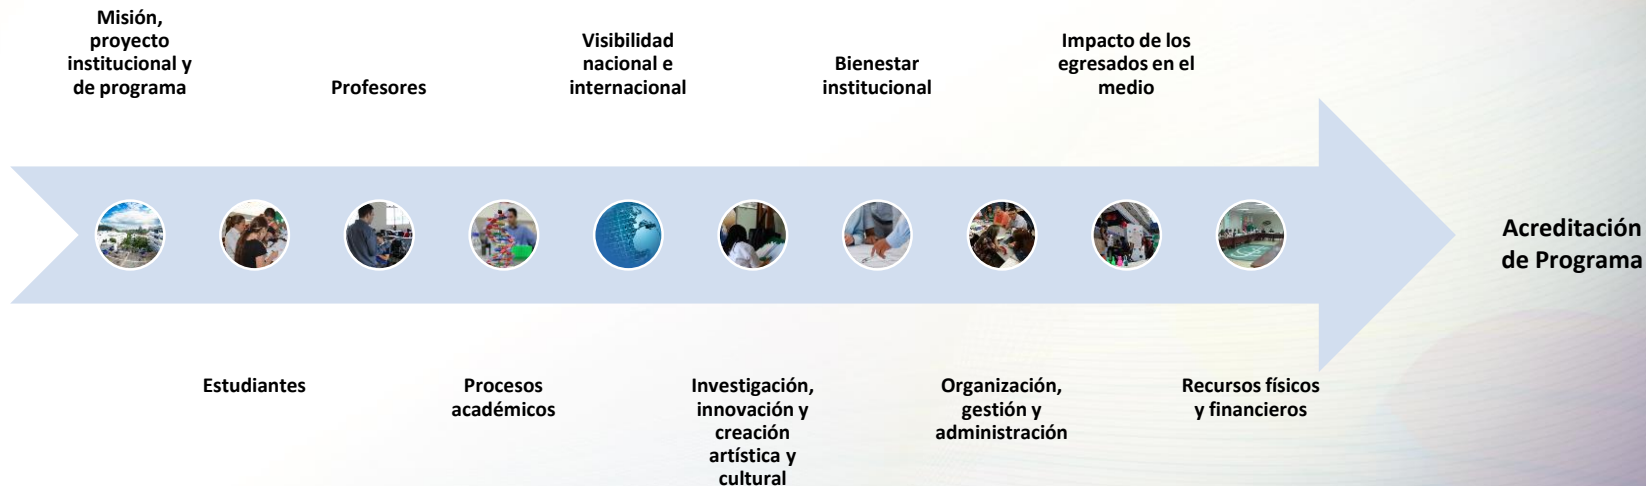 Misión,
proyecto
institucional y
de programa
Estudiantes
Profesores
Procesos
académicos
Visibilidad
nacional e
internacional
Investigación,
innovación y
creación
artística y
cultural
Bienestar
institucional
Organización,
gestión y
administración
Impacto de los
egresados en el
medio
Recursos físicos
y financieros
Acreditación
de Programa